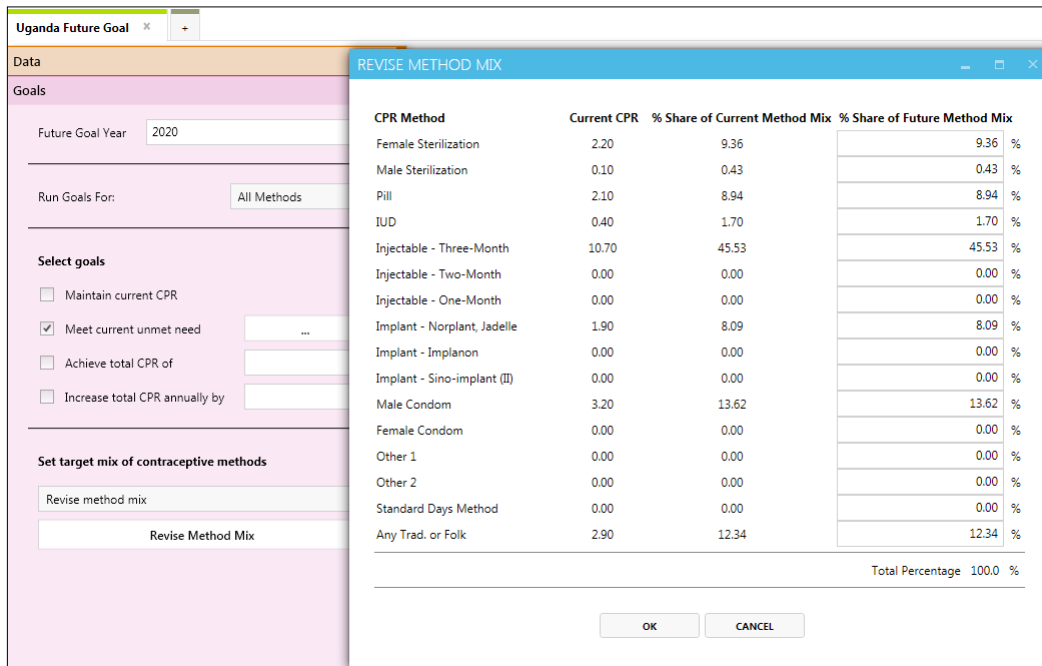 Uganda Future Goal ×
+
Data
Goals
Future Goal Year 2020
Run Goals For: All Methods
Select goals
Maintain current CPR
Meet current unmet need ...
Achieve total CPR of
Increase total CPR annually by
Set target mix of contraceptive methods
Revise method mix
Revise Method Mix
REVISE METHOD MIX
CPR Method Current CPR % Share of Current Method Mix % Share of Future Method Mix
Female Sterilization 2.20 9.36 9.36 %
Male Sterilization 0.10 0.43 0.43 %
Pill 2.10 8.94 8.94 %
IUD 0.40 1.70 1.70 %
Injectable - Three-Month 10.70 45.53 45.53 %
Injectable - Two-Month 0.00 0.00 0.00 %
Injectable - One-Month 0.00 0.00 0.00 %
Implant - Norplant, Jadelle 1.90 8.09 8.09 %
Implant - Implanon 0.00 0.00 0.00 %
Implant - Sino-implant (II) 0.00 0.00 0.00 %
Male Condom 3.20 13.62 13.62 %
Female Condom 0.00 0.00 0.00 %
Other 1 0.00 0.00 0.00 %
Other 2 0.00 0.00 0.00 %
Standard Days Method 0.00 0.00 0.00 %
Any Trad. or Folk 2.90 12.34 12.34 %
Total Percentage 100.0 %
OK CANCEL